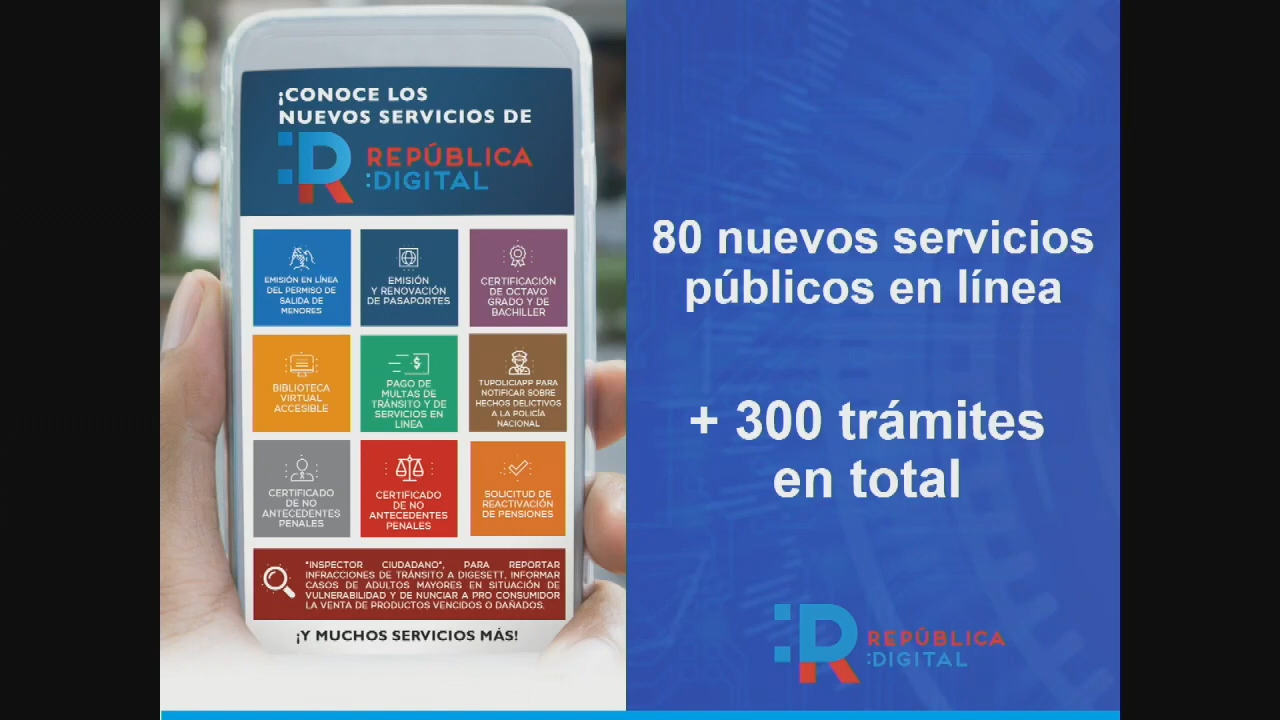 ¡CONOCE LOS
NUEVOS SERVICIOS DE
REPÚBLICA
:DIGITAL
EMISIÓN EN LÍNEA
DEL PERMISO DE
SALIDA DE
MENORES
EMISIÓN
Y RENOVACIÓN
DE PASAPORTES
CERTIFICACIÓN
DE OCTAVO
GRADO Y DE
BACHILLER
BIBLIOTECA
VIRTUAL
ACCESIBLE
PAGO DE
MULTAS DE
TRÁNSITO Y DE
SERVICIOS EN
LINEA
TUPOLICIAPP PARA
NOTIFICAR SOBRE
HECHOS DELICTIVOS
A LA POLICÍA
NACIONAL
CERTIFICADO
DE NO
ANTECEDENTES
PENALES
CERTIFICADO
DE NO
ANTECEDENTES
PENALES
SOLICITUD DE
REACTIVACIÓN
DE PENSIONES
"INSPECTOR CIUDADANO", PARA REPORTAR
INFRACCIONES DE TRÁNSITO A DIGESETT, INFORMAR
CASOS DE ADULTOS MAYORES EN SITUACIÓN DE
VULNERABILIDAD Y DE NUNCIAR A PRO CONSUMIDOR
LA VENTA DE PRODUCTOS VENCIDOS O DAÑADOS.
¡Y MUCHOS SERVICIOS MÁS!
80 nuevos servicios
públicos en línea
+ 300 trámites
en total
REPÚBLICA
:DIGITAL